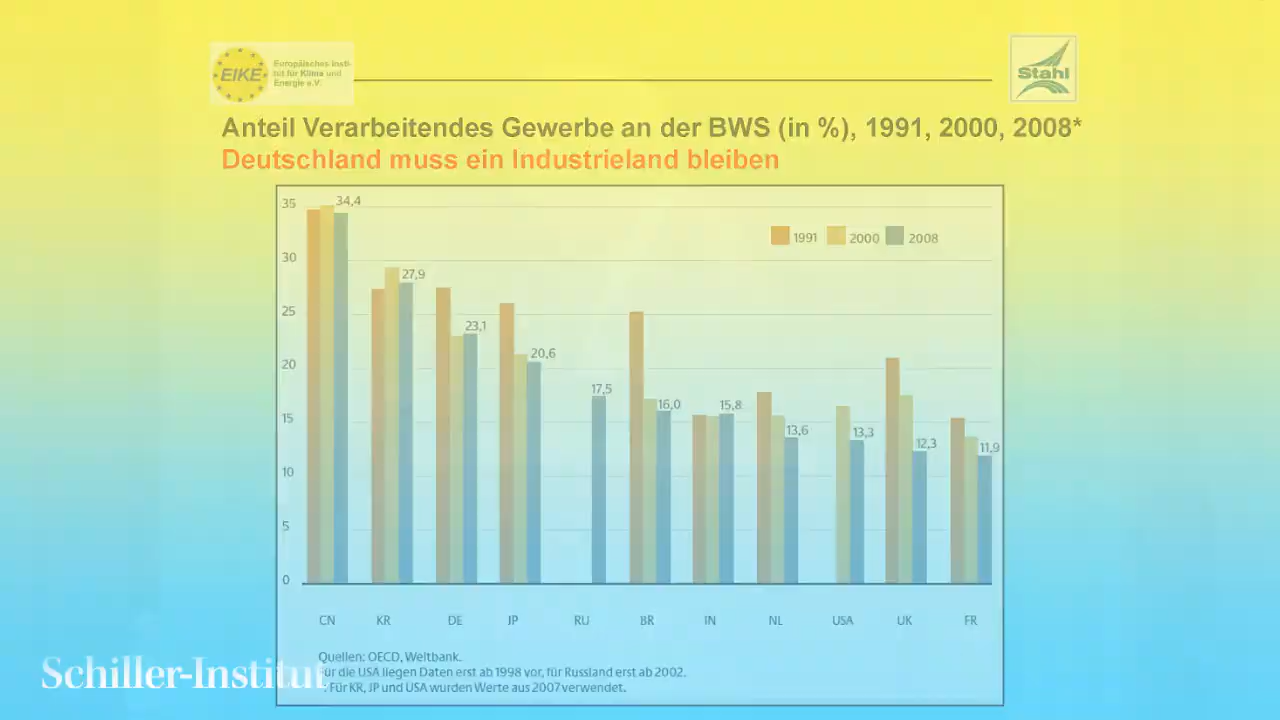 EIKE
Europäisches Insti-
tut für Klima und
Energie e.V.
Stahl
Anteil Verarbeitendes Gewerbe an der BWS (in %), 1991, 2000, 2008*
Deutschland muss ein Industrieland bleiben
1991 2000 2008
35
30
25
20
15
10
5
0
34,4
27,9
23,1
20,6
17,5
16,0
15,8
13,6
13,3
12,3
11,9
CN KR DE JP RU BR IN NL USA UK FR
Quellen: OECD, Weltbank.
ür die USA liegen Daten erst ab 1998 vor, für Russland erst ab 2002.
: Für KR, JP und USA wurden Werte aus 2007 verwendet.
Schiller-Institut